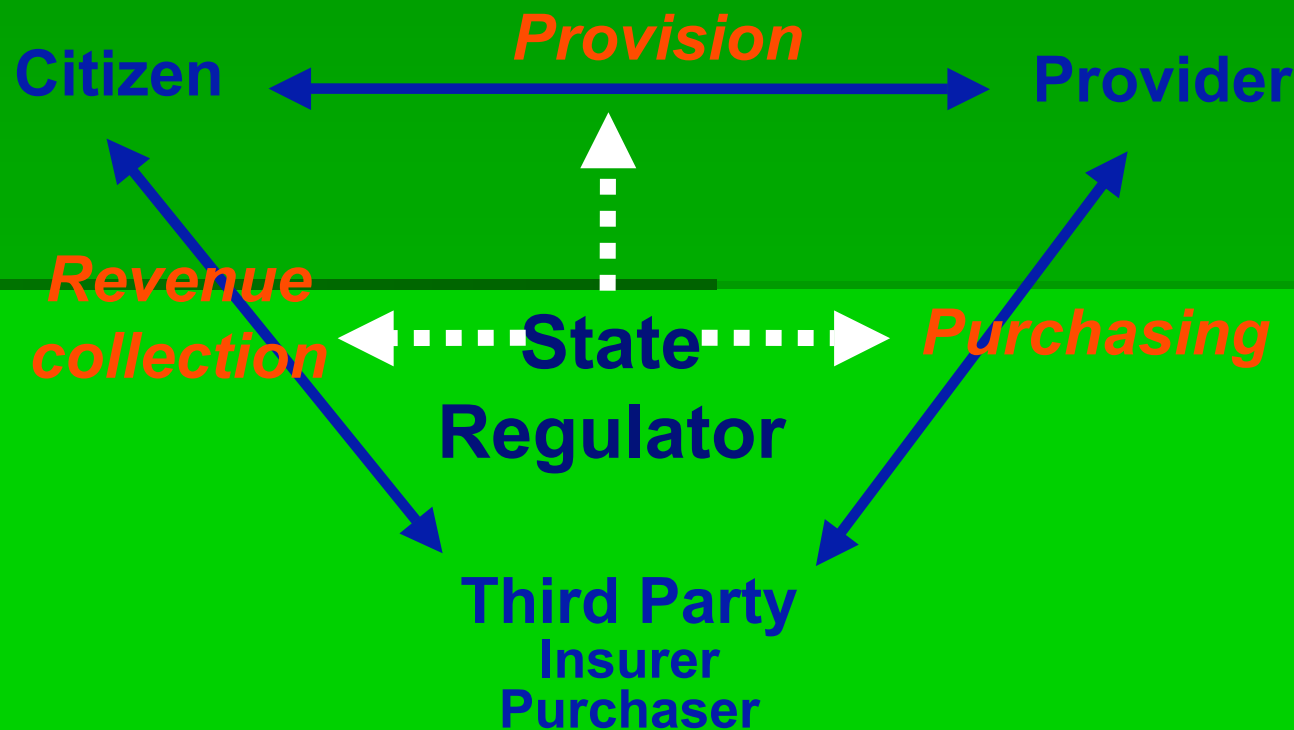 Provision
Citizen
Provider
Revenue
collection
State
Regulator
Purchasing
Third Party
Insurer
Purchaser